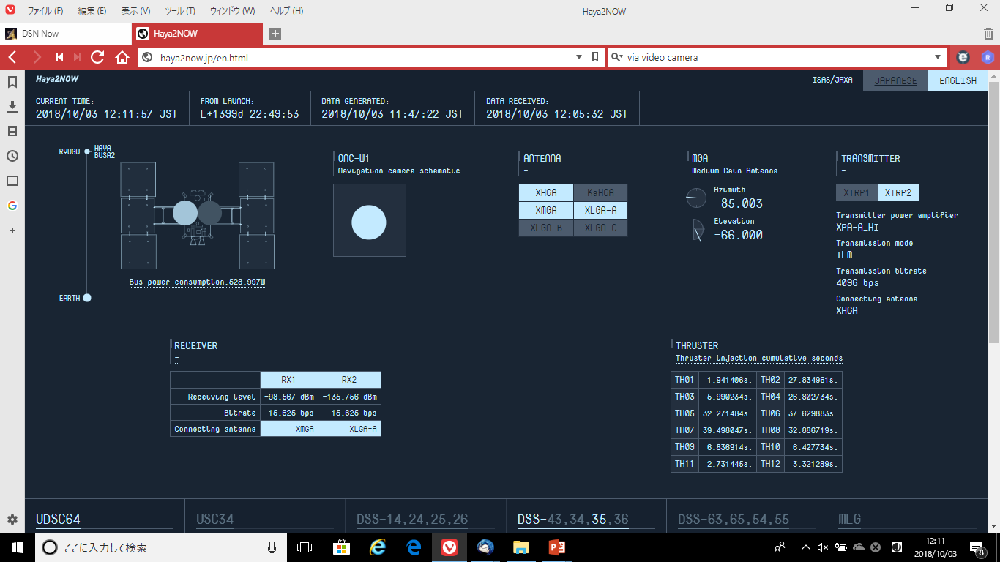 ファイル (F) 編集 (E) 表示 (V) ツール (T) ウィンドウ (W) ヘルプ (H) Haya2NOW
DSN Now Haya2NOW
haya2now.jp/en.html via video camera
Haya2NOW ISAS/JAXA JAPANESE ENGLISH
CURRENT TIME: FROM LAUNCH: DATA GENERATED: DATA RECEIVED:
2018/10/03 12:11:57 JST L+1399d 22:49:53 2018/10/03 11:47:22 JST 2018/10/03 12:05:32 JST
RYUGU
HAYA
BUSA2
Bus power consumption:528.997W
EARTH
ONC-W1
Navigation camera schematic
ANTENNA
-
XHGA KaHGA
XMGA XLGA-A
XLGA-B XLGA-C
MGA
Medium Gain Antenna
Azimuth
-85.003
Elevation
-66.000
TRANSMITTER
-
XTRP1 XTRP2
Transmitter power amplifier
XPA-A_HI
Transmission mode
TLM
Transmission bitrate
4096 bps
Connecting antenna
XHGA
RECEIVER
-
RX1 RX2
Receiving level -98.567 dBm -135.756 dBm
Bitrate 15.625 bps 15.625 bps
Connecting antenna XMGA XLGA-A
THRUSTER
Thruster injection cumulative seconds
TH01 1.941406s. TH02 27.834961s.
TH03 5.990234s. TH04 26.802734s.
TH05 32.271484s. TH06 37.629883s.
TH07 39.498047s. TH08 32.886719s.
TH09 6.836914s. TH10 6.427734s.
TH11 2.731445s. TH12 3.321289s.
UDSC64 USC34 DSS-14,24,25,26 DSS-43,34,35,36 DSS-63,65,54,55 MLG
ここに入力して検索
12:11
2018/10/03
8